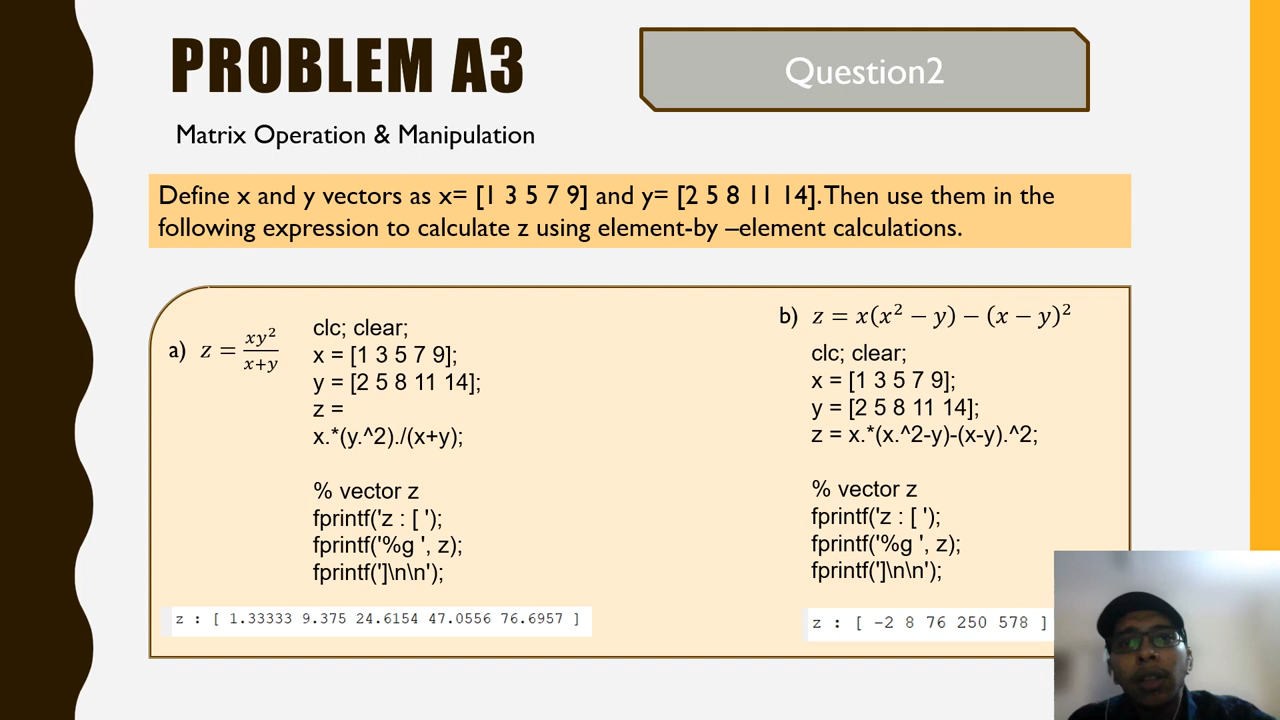 PROBLEM A3
Question2
Matrix Operation & Manipulation
Define x and y vectors as x= [1 3 5 7 9] and y= [2 5 8 11 14]. Then use them in the
following expression to calculate z using element-by –element calculations.
a) z = xy²/(x+y)
clc; clear;
x = [1 3 5 7 9];
y = [2 5 8 11 14];
z =
x.*(y.^2)./(x+y);
% vector z
fprintf('z : [ ');
fprintf('%g ', z);
fprintf(']\n\n');
z : [ 1.33333 9.375 24.6154 47.0556 76.6957 ]
b) z = x(x² − y) − (x − y)²
clc; clear;
x = [1 3 5 7 9];
y = [2 5 8 11 14];
z = x.*(x.^2-y)-(x-y).^2;
% vector z
fprintf('z : [ ');
fprintf('%g ', z);
fprintf(']\n\n');
z : [ -2 8 76 250 578 ]